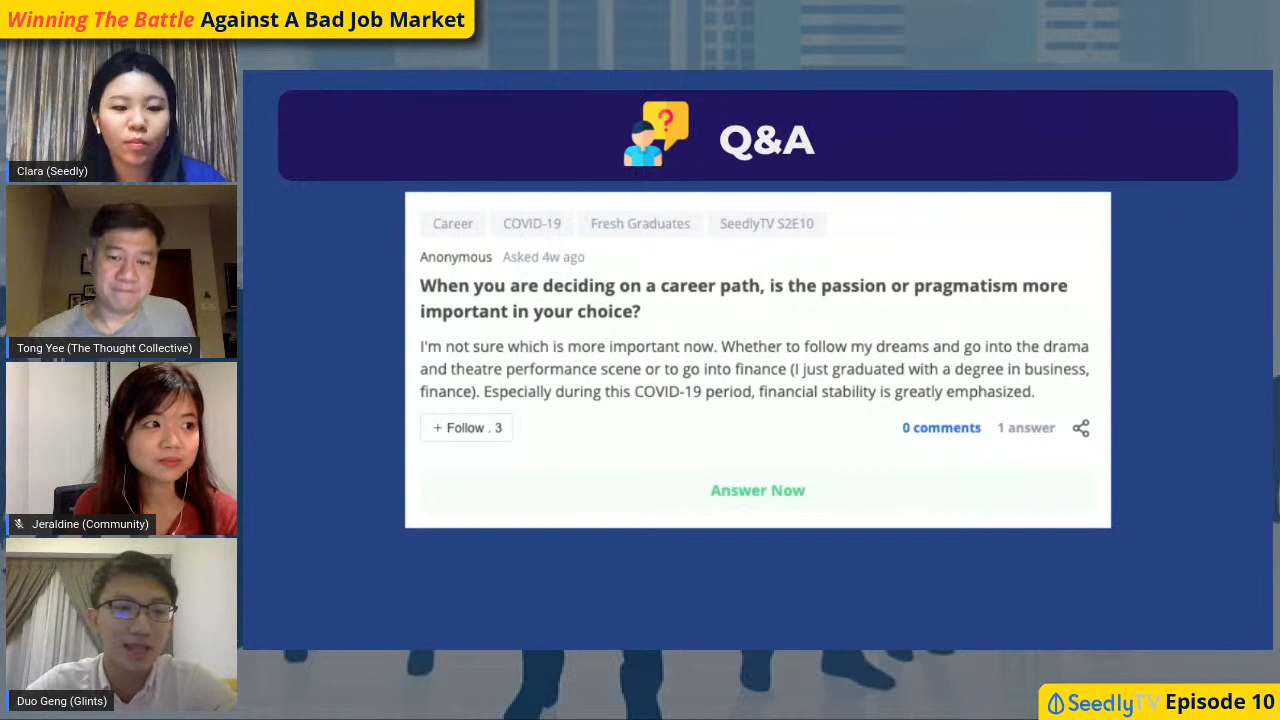 Winning The Battle Against A Bad Job Market
Clara (Seedly)
Tong Yee (The Thought Collective)
Jeraldine (Community)
Duo Geng (Glints)
?
Q&A
Career COVID-19 Fresh Graduates SeedlyTV S2E10
Anonymous Asked 4w ago
When you are deciding on a career path, is the passion or pragmatism more
important in your choice?
I'm not sure which is more important now. Whether to follow my dreams and go into the drama
and theatre performance scene or to go into finance (I just graduated with a degree in business,
finance). Especially during this COVID-19 period, financial stability is greatly emphasized.
+ Follow . 3
0 comments 1 answer
Answer Now
SeedlyTV Episode 10